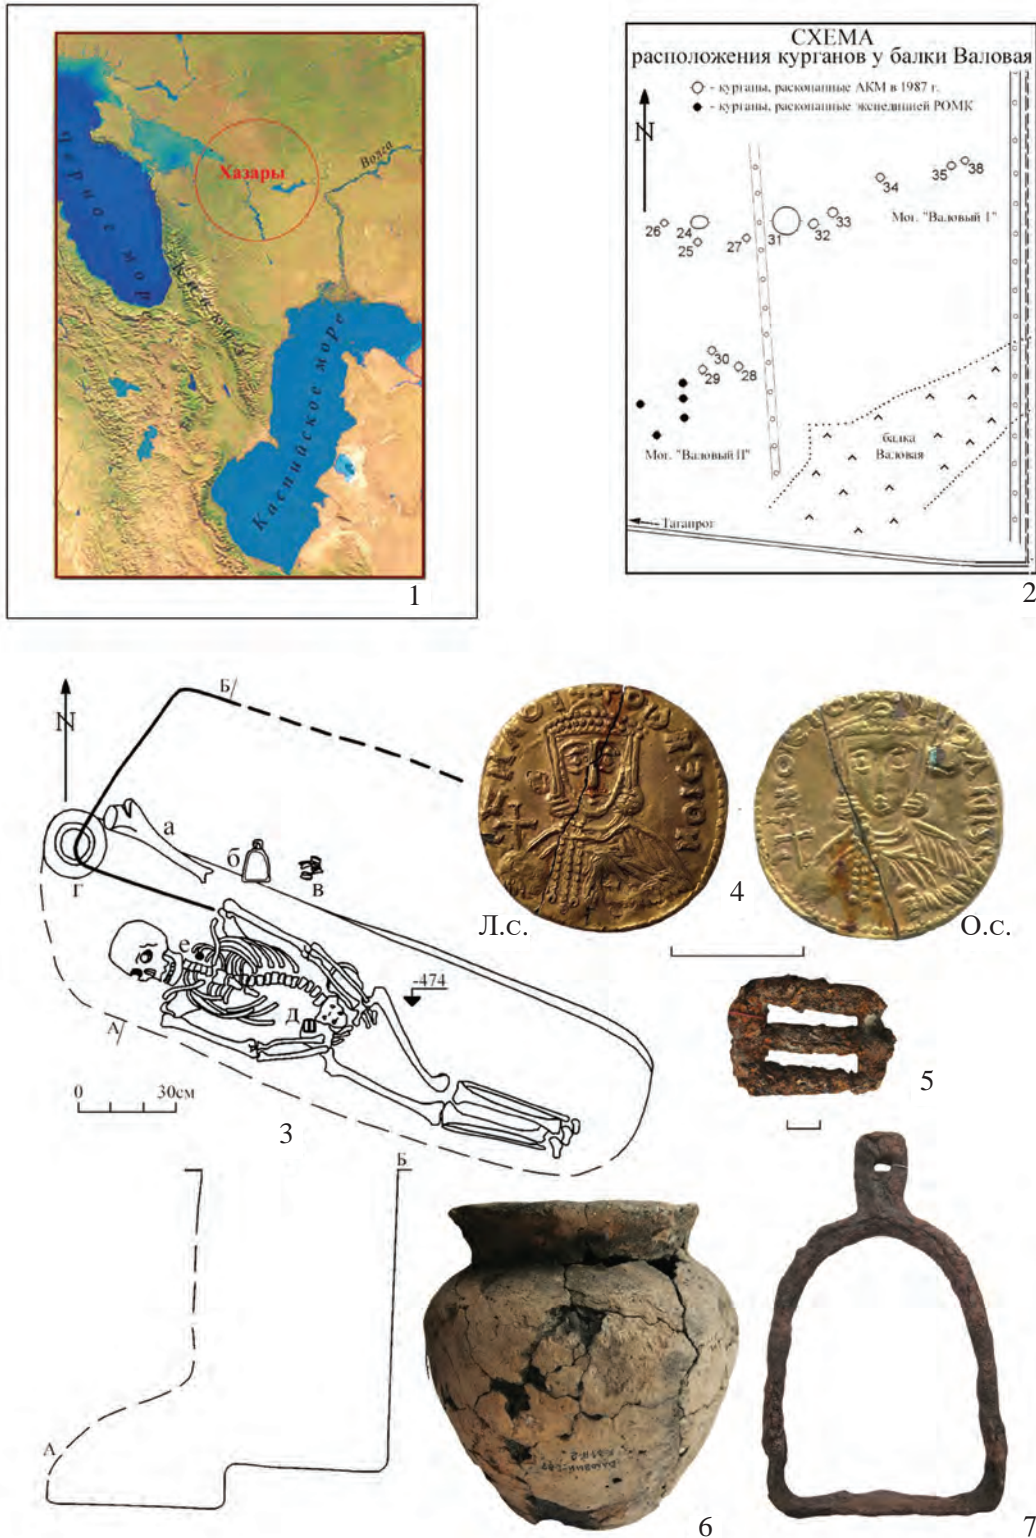 Черное море
Хазары
Волга
Кавказ
Каспийское море
1
СХЕМА
расположения курганов у балки Валовая
- курганы, раскопанные АКМ в 1987 г.
- курганы, раскопанные экспедицией РОМК
N
26
24
25
27
31
32
33
34
35
38
Мог. "Валовый I"
30
29
28
Мог. "Валовый II"
балка
Валовая
Таганрог
2
N
Б
а
б
в
г
е
-474
Д
А
0 30см
3
4
Л.с.
О.с.
5
Б
А
6
7